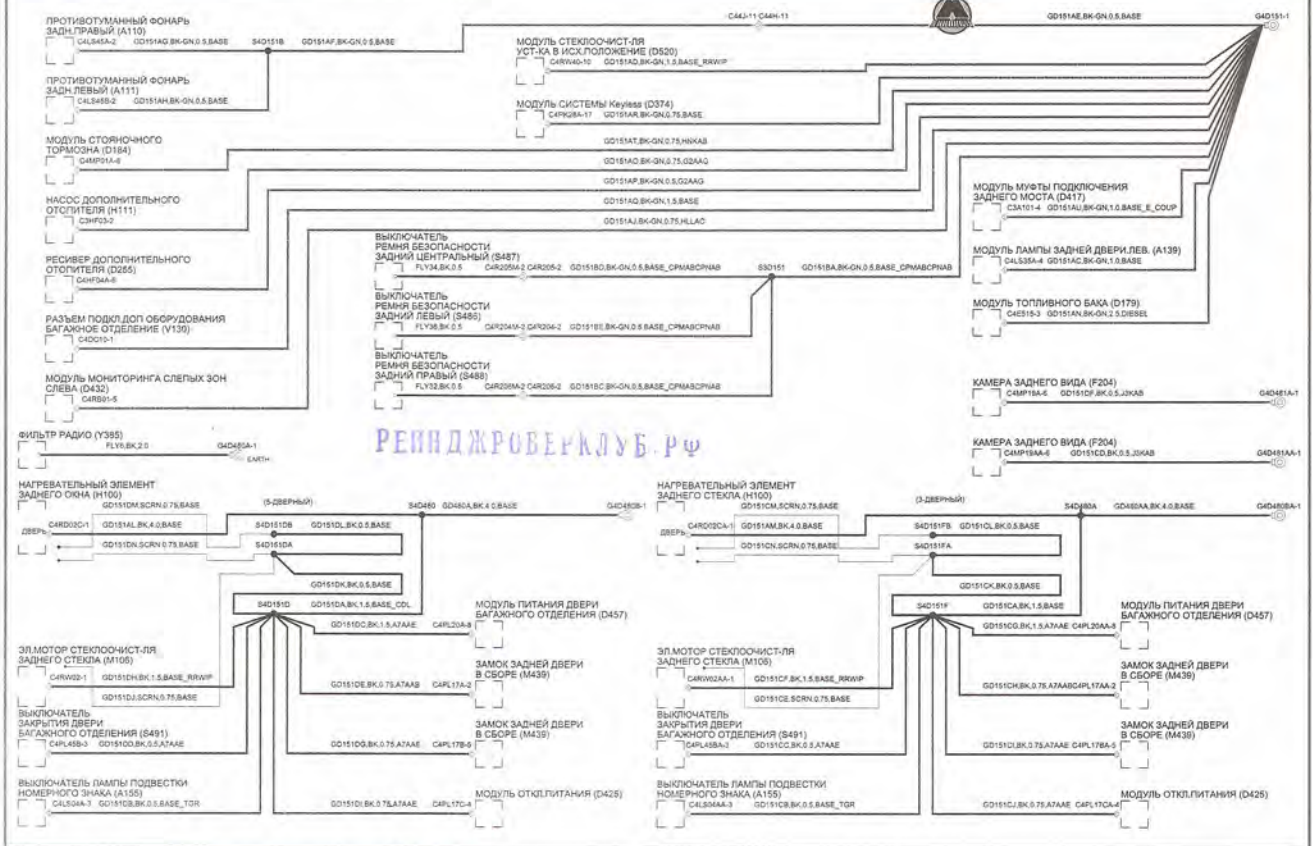 ПРОТИВОТУМАННЫЙ ФОНАРЬ
ЗАДН.ПРАВЫЙ (A110)
C4LS45A-2 GD151AG,BK-GN,0.5,BASE S4D151B GD151AF,BK-GN,0.5,BASE
C44J-11 C44H-11
GD151AE,BK-GN,0.5,BASE G4D151-1
ПРОТИВОТУМАННЫЙ ФОНАРЬ
ЗАДН.ЛЕВЫЙ (A111)
C4LS45B-2 GD151AH,BK-GN,0.5,BASE
МОДУЛЬ СТЕКЛООЧИСТ-ЛЯ
УСТ-КА В ИСХ.ПОЛОЖЕНИЕ (D520)
C4RW40-10 GD151AD,BK-GN,1.5,BASE_RRWIP
МОДУЛЬ СИСТЕМЫ Keyless (D374)
C4PK28A-17 GD151AR,BK-GN,0.75,BASE
МОДУЛЬ СТОЯНОЧНОГО
ТОРМОЗНА (D184)
C4MP01A-6
GD151AT,BK-GN,0.75,HNKAB
GD151AO,BK-GN,0.75,G2AAG
GD151AP,BK-GN,0.5,G2AAG
GD151AQ,BK-GN,1.5,BASE
GD151AJ,BK-GN,0.75,HLLAC
НАСОС ДОПОЛНИТЕЛЬНОГО
ОТОПИТЕЛЯ (H111)
C3HF03-2
РЕСИВЕР ДОПОЛНИТЕЛЬНОГО
ОТОПИТЕЛЯ (D285)
C4HF04A-6
РАЗЪЕМ ПОДКЛ.ДОП ОБОРУДОВАНИЯ
БАГАЖНОЕ ОТДЕЛЕНИЕ (V130)
C4DC10-1
МОДУЛЬ МОНИТОРИНГА СЛЕПЫХ ЗОН
СЛЕВА (D432)
C4RB01-5
ВЫКЛЮЧАТЕЛЬ
РЕМНЯ БЕЗОПАСНОСТИ
ЗАДНИЙ ЦЕНТРАЛЬНЫЙ (S487)
FLY34,BK,0.5 C4R205M-2 C4R205-2 GD151BD,BK-GN,0.5,BASE_CPMABCPNAB S3D151 GD151BA,BK-GN,0.5,BASE_CPMABCPNAB
ВЫКЛЮЧАТЕЛЬ
РЕМНЯ БЕЗОПАСНОСТИ
ЗАДНИЙ ЛЕВЫЙ (S486)
FLY36,BK,0.5 C4R204M-2 C4R204-2 GD151BE,BK-GN,0.5,BASE_CPMABCPNAB
ВЫКЛЮЧАТЕЛЬ
РЕМНЯ БЕЗОПАСНОСТИ
ЗАДНИЙ ПРАВЫЙ (S488)
FLY32,BK,0.5 C4R206M-2 C4R206-2 GD151BC,BK-GN,0.5,BASE_CPMABCPNAB
МОДУЛЬ МУФТЫ ПОДКЛЮЧЕНИЯ
ЗАДНЕГО МОСТА (D417)
C3A101-4 GD151AU,BK-GN,1.0,BASE_E_COUP
МОДУЛЬ ЛАМПЫ ЗАДНЕЙ ДВЕРИ.ЛЕВ. (A139)
C4LS35A-4 GD151AC,BK-GN,1.0,BASE
МОДУЛЬ ТОПЛИВНОГО БАКА (D179)
C4E515-3 GD151AN,BK-GN,2.5,DIESEL
КАМЕРА ЗАДНЕГО ВИДА (F204)
C4MP19A-6 GD151DF,BK,0.5,J3KAB G4D481A-1
КАМЕРА ЗАДНЕГО ВИДА (F204)
C4MP19AA-6 GD151CD,BK,0.5,J3KAB G4D481AA-1
ФИЛЬТР РАДИО (Y385)
FLY6,BK,2.0 G4D480A-1
EARTH
РЕНДЖРОВЕРКЛУБ.РФ
НАГРЕВАТЕЛЬНЫЙ ЭЛЕМЕНТ
ЗАДНЕГО ОКНА (H100)
GD151DM,SCRN,0.75,BASE (5-ДВЕРНЫЙ) S4D480 GD480A,BK,4.0,BASE G4D480B-1
ДВЕРЬ C4RD02C-1 GD151AL,BK,4.0,BASE S4D151DB GD151DL,BK,0.5,BASE
GD151DN,SCRN,0.75,BASE S4D151DA
GD151DK,BK,0.5,BASE
S4D151D GD151DA,BK,1.5,BASE_CDL
GD151DC,BK,1.5,A7AAE C4PL20A-8
МОДУЛЬ ПИТАНИЯ ДВЕРИ
БАГАЖНОГО ОТДЕЛЕНИЯ (D457)
ЭЛ.МОТОР СТЕКЛООЧИСТ-ЛЯ
ЗАДНЕГО СТЕКЛА (M105)
C4RW02-1 GD151DH,BK,1.5,BASE_RRWIP
GD151DJ,SCRN,0.75,BASE
GD151DE,BK,0.75,A7AAB C4PL17A-2
ЗАМОК ЗАДНЕЙ ДВЕРИ
В СБОРЕ (M439)
ВЫКЛЮЧАТЕЛЬ
ЗАКРЫТИЯ ДВЕРИ
БАГАЖНОГО ОТДЕЛЕНИЯ (S491)
C4PL45B-3 GD151DD,BK,0.5,A7AAE
GD151DG,BK,0.75,A7AAE C4PL17B-5
ЗАМОК ЗАДНЕЙ ДВЕРИ
В СБОРЕ (M439)
ВЫКЛЮЧАТЕЛЬ ЛАМПЫ ПОДВЕСТКИ
НОМЕРНОГО ЗНАКА (A155)
C4LS04A-3 GD151DB,BK,0.5,BASE_TGR
GD151DI,BK,0.75,A7AAE C4PL17C-4
МОДУЛЬ ОТКЛ.ПИТАНИЯ (D425)
НАГРЕВАТЕЛЬНЫЙ ЭЛЕМЕНТ
ЗАДНЕГО СТЕКЛА (H100)
GD151CM,SCRN,0.75,BASE (3-ДВЕРНЫЙ) S4D480A GD480AA,BK,4.0,BASE G4D480BA-1
ДВЕРЬ C4RD02CA-1 GD151AM,BK,4.0,BASE S4D151FB GD151CL,BK,0.5,BASE
GD151CN,SCRN,0.75,BASE S4D151FA
GD151CK,BK,0.5,BASE
S4D151F GD151CA,BK,1.5,BASE
GD151CG,BK,1.5,A7AAE C4PL20AA-8
МОДУЛЬ ПИТАНИЯ ДВЕРИ
БАГАЖНОГО ОТДЕЛЕНИЯ (D457)
ЭЛ.МОТОР СТЕКЛООЧИСТ-ЛЯ
ЗАДНЕГО СТЕКЛА (M105)
C4RW02AA-1 GD151CF,BK,1.5,BASE_RRWIP
GD151CE,SCRN,0.75,BASE
GD151CH,BK,0.75,A7AABC4PL17AA-2
ЗАМОК ЗАДНЕЙ ДВЕРИ
В СБОРЕ (M439)
ВЫКЛЮЧАТЕЛЬ
ЗАКРЫТИЯ ДВЕРИ
БАГАЖНОГО ОТДЕЛЕНИЯ (S491)
C4PL45BA-3 GD151CC,BK,0.5,A7AAE
GD151CI,BK,0.75,A7AAE C4PL17BA-5
ЗАМОК ЗАДНЕЙ ДВЕРИ
В СБОРЕ (M439)
ВЫКЛЮЧАТЕЛЬ ЛАМПЫ ПОДВЕСТКИ
НОМЕРНОГО ЗНАКА (A155)
C4LS04AA-3 GD151CB,BK,0.5,BASE_TGR
GD151CJ,BK,0.75,A7AAE C4PL17CA-4
МОДУЛЬ ОТКЛ.ПИТАНИЯ (D425)